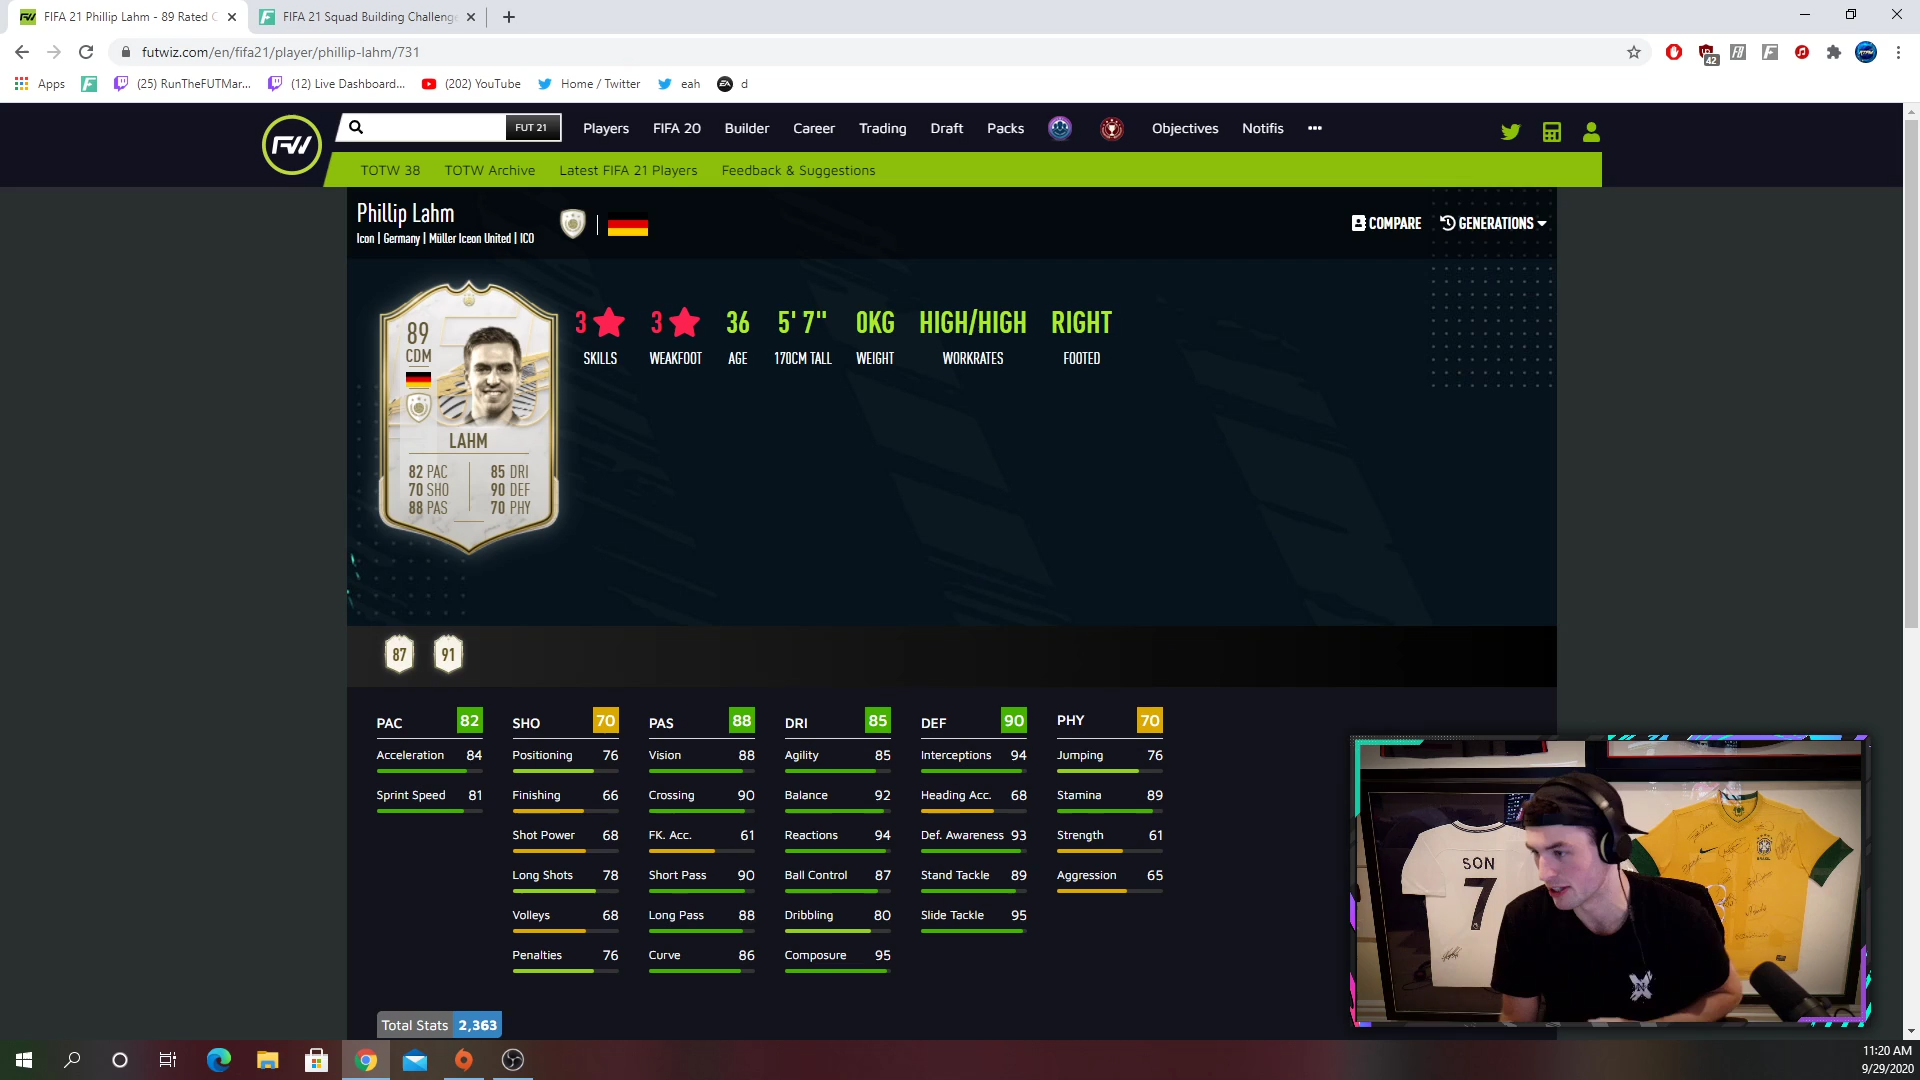 FIFA 21 Phillip Lahm - 89 Rated C
FIFA 21 Squad Building Challenge
futwiz.com/en/fifa21/player/phillip-lahm/731
42
Apps
(25) RunTheFUTMar...
(12) Live Dashboard...
(202) YouTube
Home / Twitter
eah
d
FW
FUT 21
Players
FIFA 20
Builder
Career
Trading
Draft
Packs
Objectives
Notifis
TOTW 38
TOTW Archive
Latest FIFA 21 Players
Feedback & Suggestions
Phillip Lahm
Icon | Germany | Müller Iceon United | ICO
COMPARE
GENERATIONS
89
CDM
LAHM
82 PAC 85 DRI
70 SHO 90 DEF
88 PAS 70 PHY
3 SKILLS
3 WEAKFOOT
36 AGE
5' 7" 170CM TALL
0KG WEIGHT
HIGH/HIGH WORKRATES
RIGHT FOOTED
87 91
PAC 82
Acceleration 84
Sprint Speed 81
SHO 70
Positioning 76
Finishing 66
Shot Power 68
Long Shots 78
Volleys 68
Penalties 76
PAS 88
Vision 88
Crossing 90
FK. Acc. 61
Short Pass 90
Long Pass 88
Curve 86
DRI 85
Agility 85
Balance 92
Reactions 94
Ball Control 87
Dribbling 80
Composure 95
DEF 90
Interceptions 94
Heading Acc. 68
Def. Awareness 93
Stand Tackle 89
Slide Tackle 95
PHY 70
Jumping 76
Stamina 89
Strength 61
Aggression 65
Total Stats 2,363
SON
7
BRASIL
11:20 AM
9/29/2020